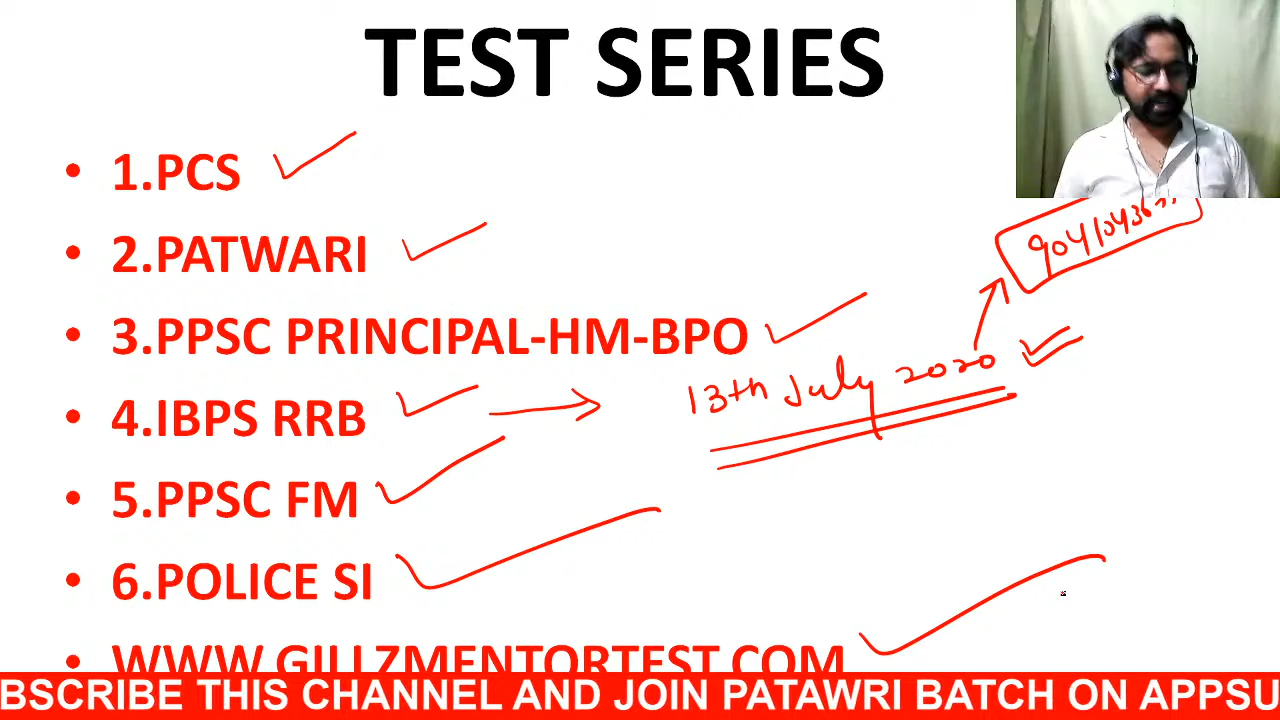 TEST SERIES
• 1.PCS
• 2.PATWARI
• 3.PPSC PRINCIPAL-HM-BPO
13th July 2020
• 4.IBPS RRB
• 5.PPSC FM
• 6.POLICE SI
• WWW.GILLZMENTORTEST.COM
BSCRIBE THIS CHANNEL AND JOIN PATAWRI BATCH ON APPSU